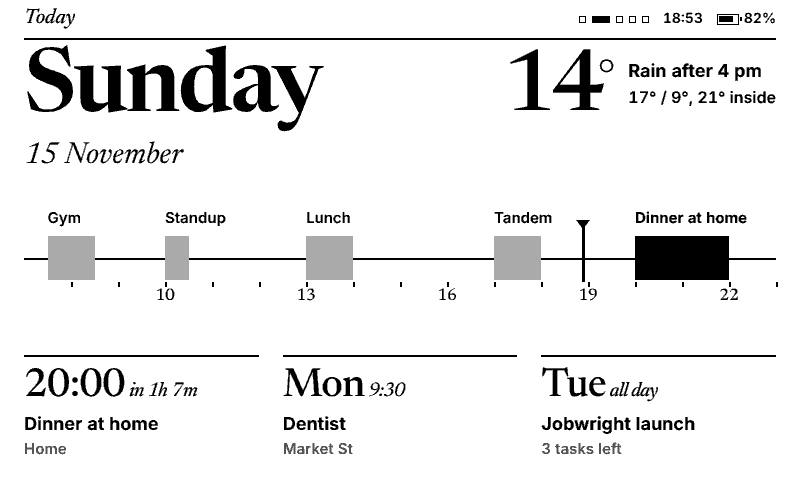 Today
18:53 82%
Sunday
14° Rain after 4 pm
17° / 9°, 21° inside
15 November
Gym Standup Lunch Tandem Dinner at home
10 13 16 19 22
20:00 in 1h 7m
Dinner at home
Home
Mon 9:30
Dentist
Market St
Tue all day
Jobwright launch
3 tasks left